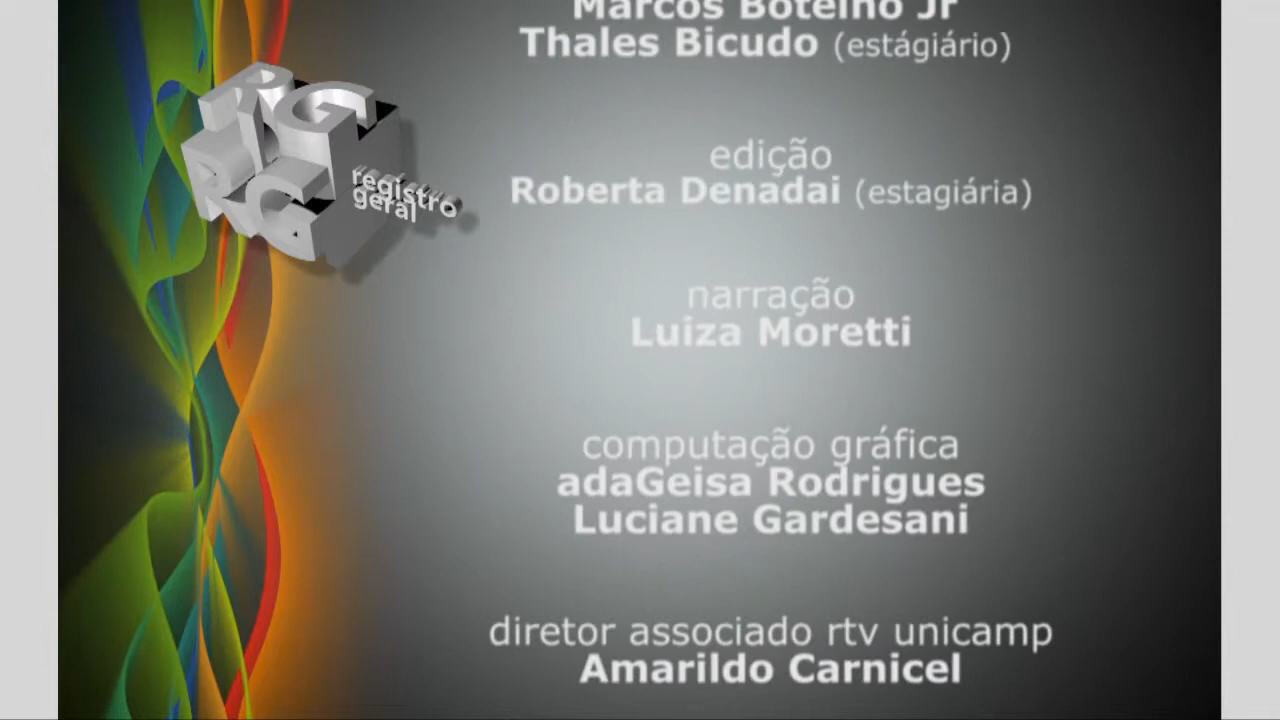 Marcos Botelho Jr
Thales Bicudo (estágiário)
registro
geral
edição
Roberta Denadai (estagiária)
narração
Luiza Moretti
computação gráfica
adaGeisa Rodrigues
Luciane Gardesani
diretor associado rtv unicamp
Amarildo Carnicel